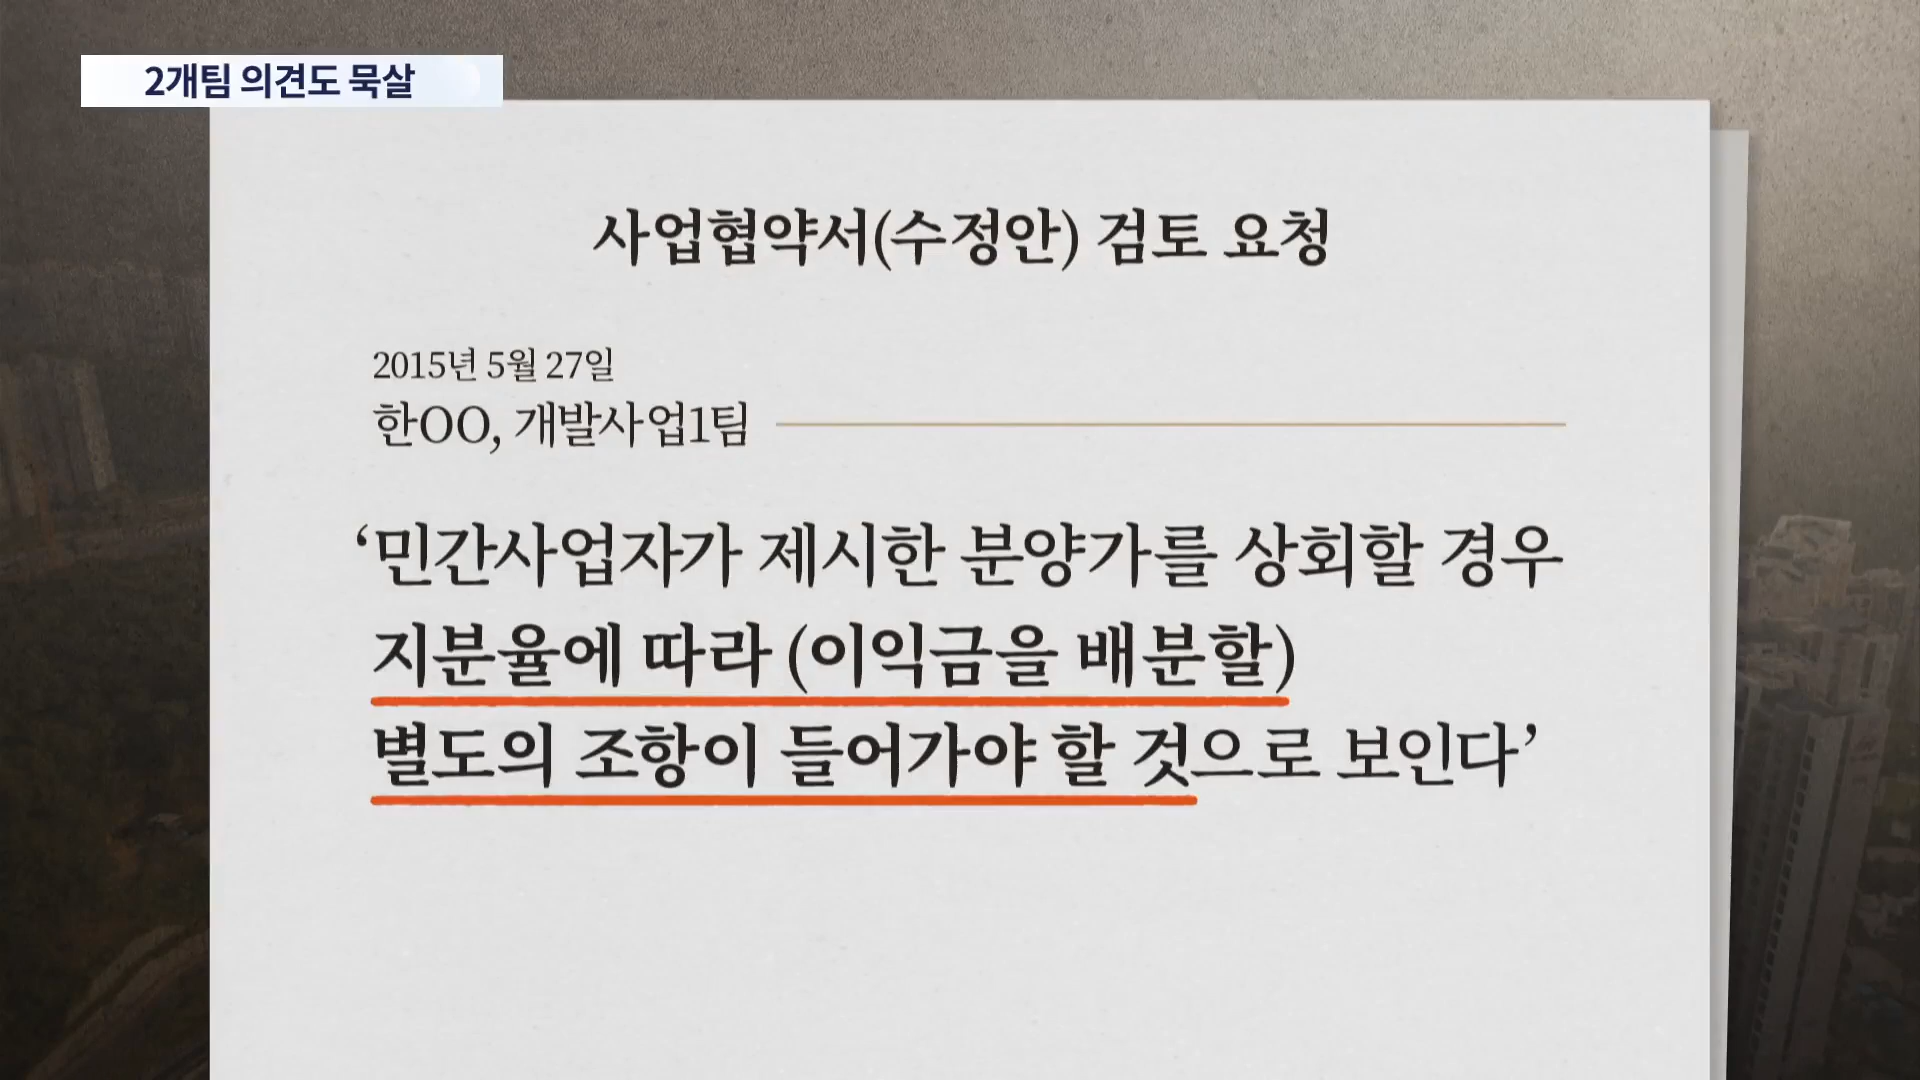 2개팀 의견도 묵살
사업협약서(수정안) 검토 요청
2015년 5월 27일
한OO, 개발사업1팀
‘민간사업자가 제시한 분양가를 상회할 경우
지분율에 따라 (이익금을 배분할)
별도의 조항이 들어가야 할 것으로 보인다’